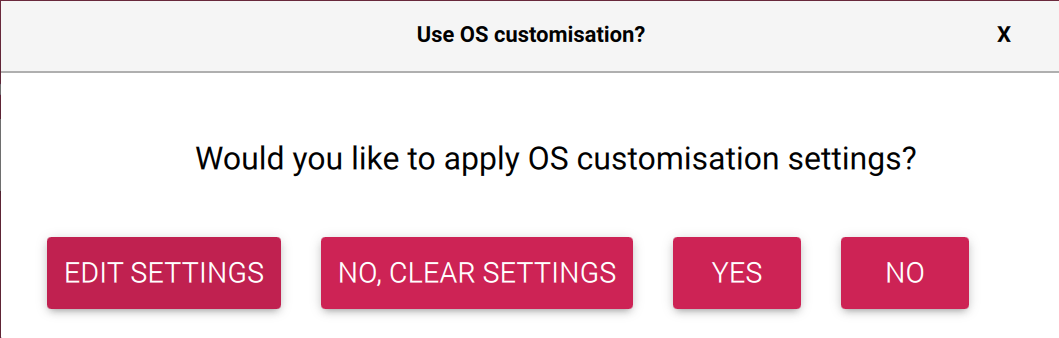 Use OS customisation? X
Would you like to apply OS customisation settings?
EDIT SETTINGS NO, CLEAR SETTINGS YES NO